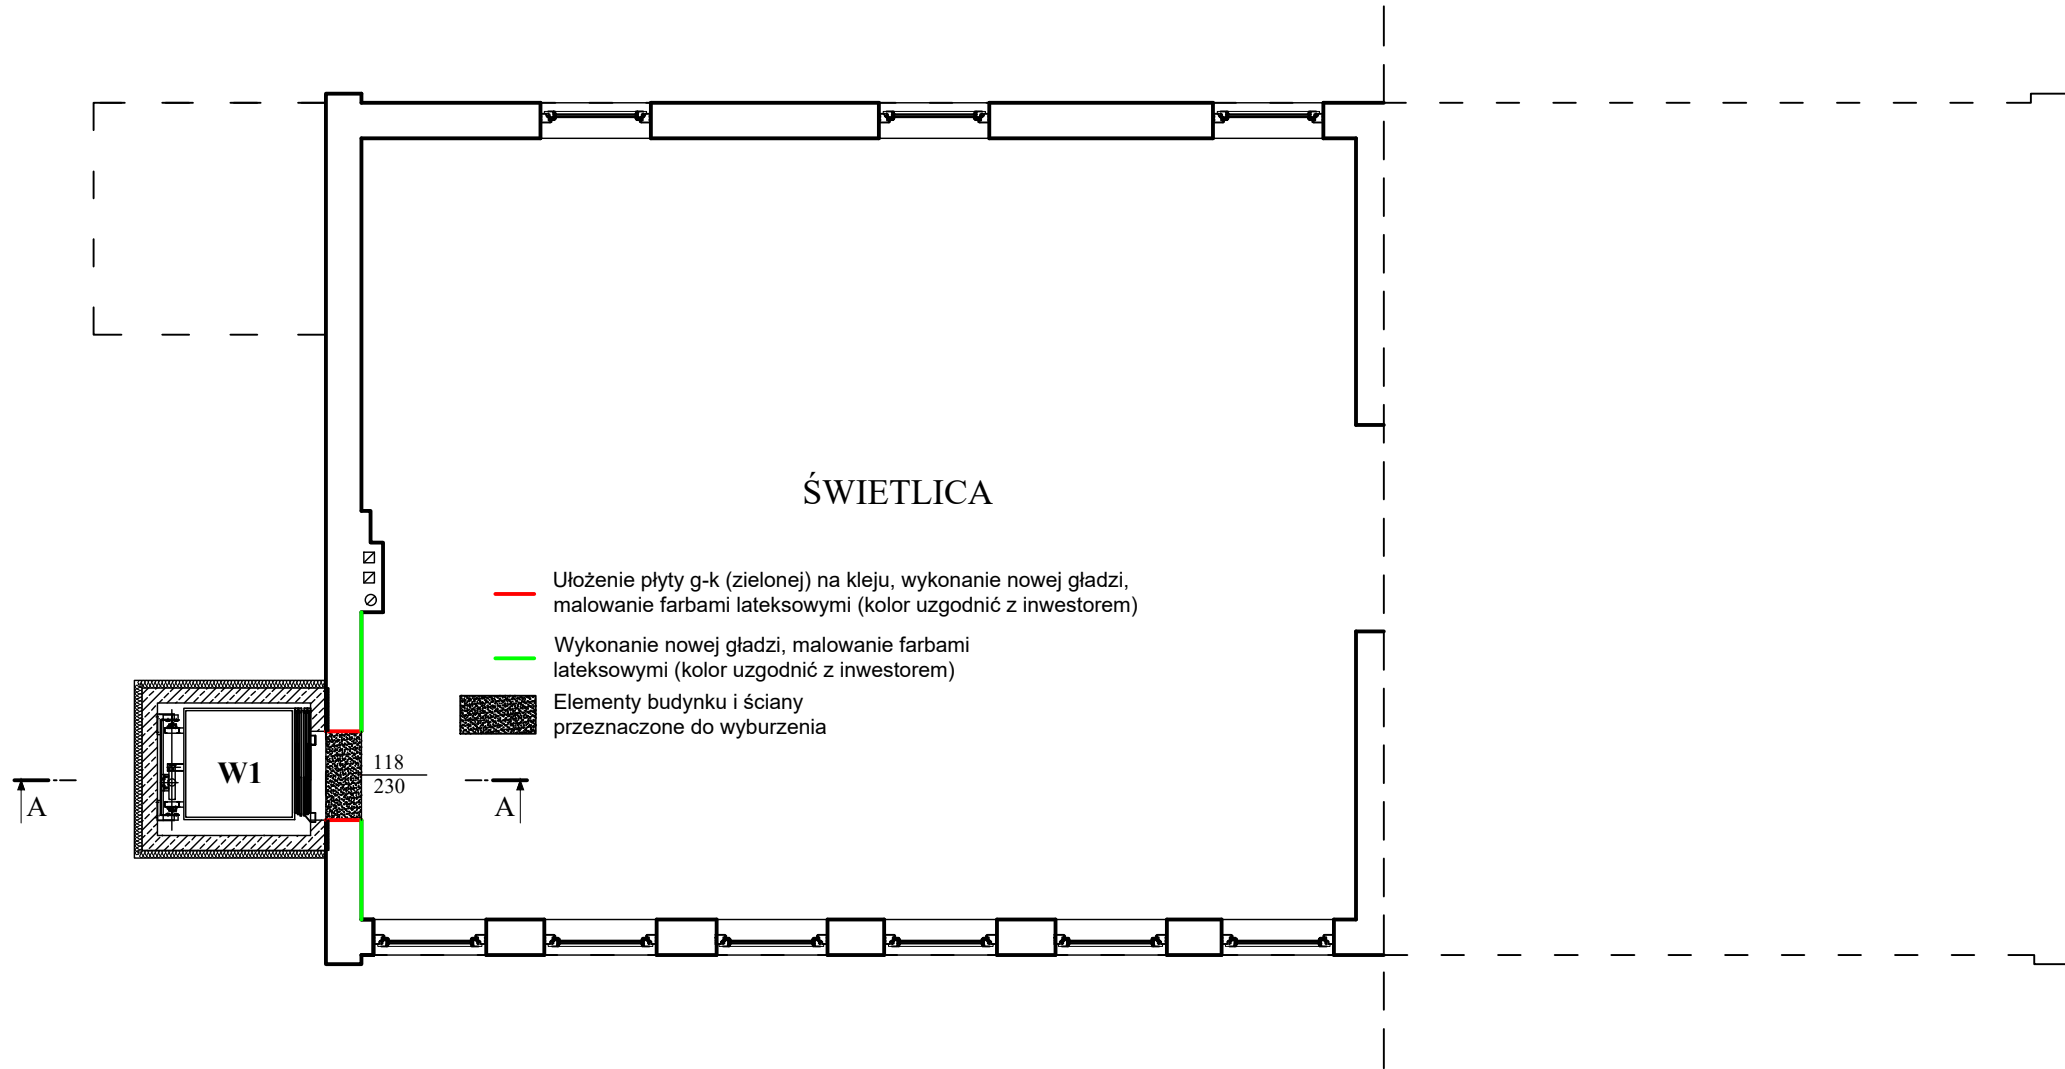 ŚWIETLICA
Ułożenie płyty g-k (zielonej) na kleju, wykonanie nowej gładzi,
malowanie farbami lateksowymi (kolor uzgodnić z inwestorem)
Wykonanie nowej gładzi, malowanie farbami
lateksowymi (kolor uzgodnić z inwestorem)
Elementy budynku i ściany
przeznaczone do wyburzenia
W1
118
230
A
A